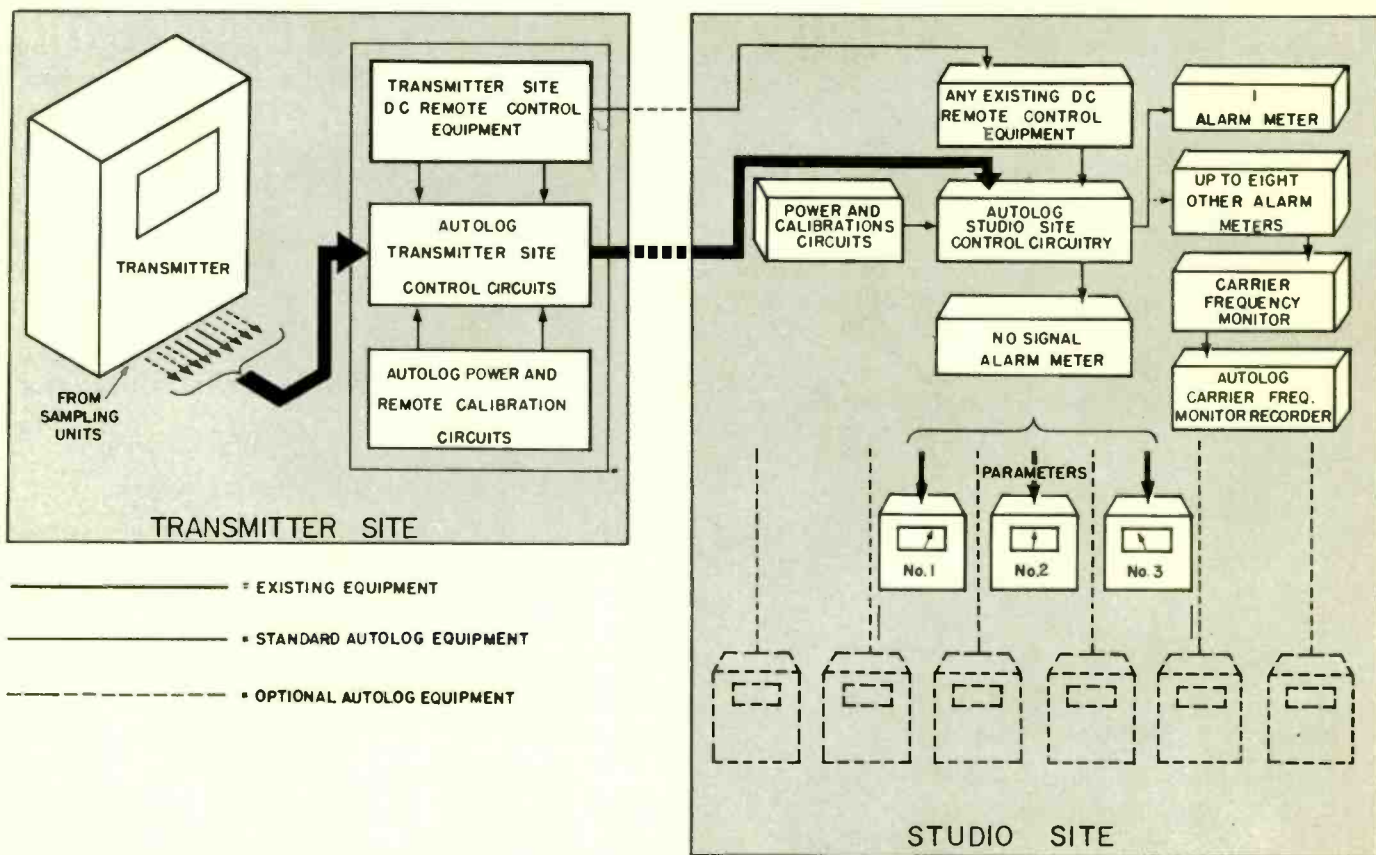 TRANSMITTER
FROM
SAMPLING
UNITS
TRANSMITTER SITE
DC REMOTE CONTROL
EQUIPMENT
AUTOLOG
TRANSMITTER SITE
CONTROL CIRCUITS
AUTOLOG POWER AND
REMOTE CALIBRATION
CIRCUITS
TRANSMITTER SITE
= EXISTING EQUIPMENT
= STANDARD AUTOLOG EQUIPMENT
= OPTIONAL AUTOLOG EQUIPMENT
ANY EXISTING DC
REMOTE CONTROL
EQUIPMENT
1
ALARM METER
POWER AND
CALIBRATIONS
CIRCUITS
AUTOLOG
STUDIO SITE
CONTROL CIRCUITRY
UP TO EIGHT
OTHER ALARM
METERS
NO SIGNAL
ALARM METER
CARRIER
FREQUENCY
MONITOR
AUTOLOG
CARRIER FREQ.
MONITOR RECORDER
PARAMETERS
No.1
No.2
No.3
STUDIO SITE